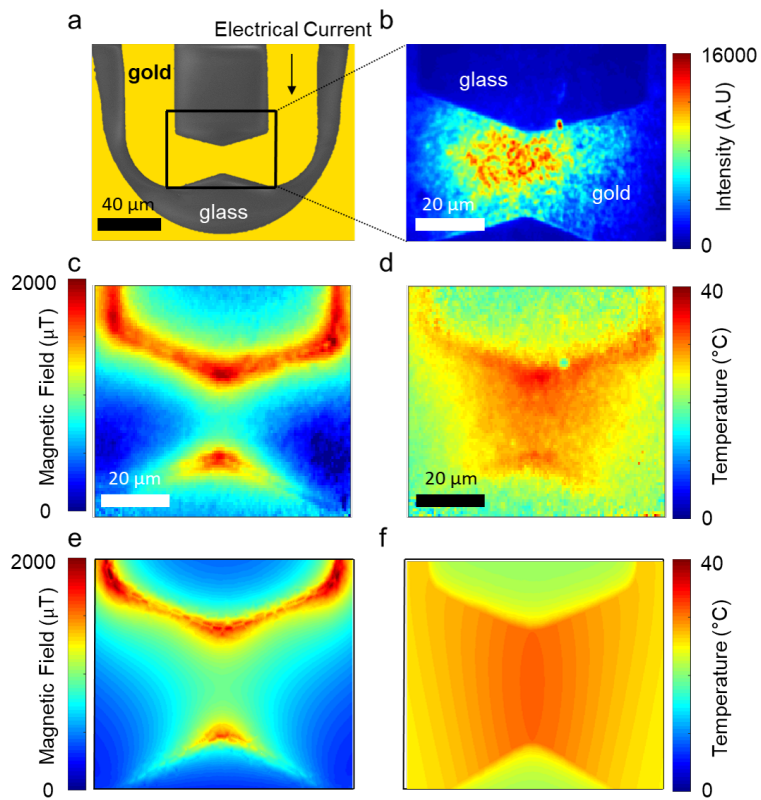 a
Electrical Current
b
gold
glass
40 µm
glass
gold
20 µm
16000
Intensity (A.U)
0
c
2000
Magnetic Field (µT)
0
20 µm
d
20 µm
40
Temperature (°C)
0
e
2000
Magnetic Field (µT)
0
f
40
Temperature (°C)
0